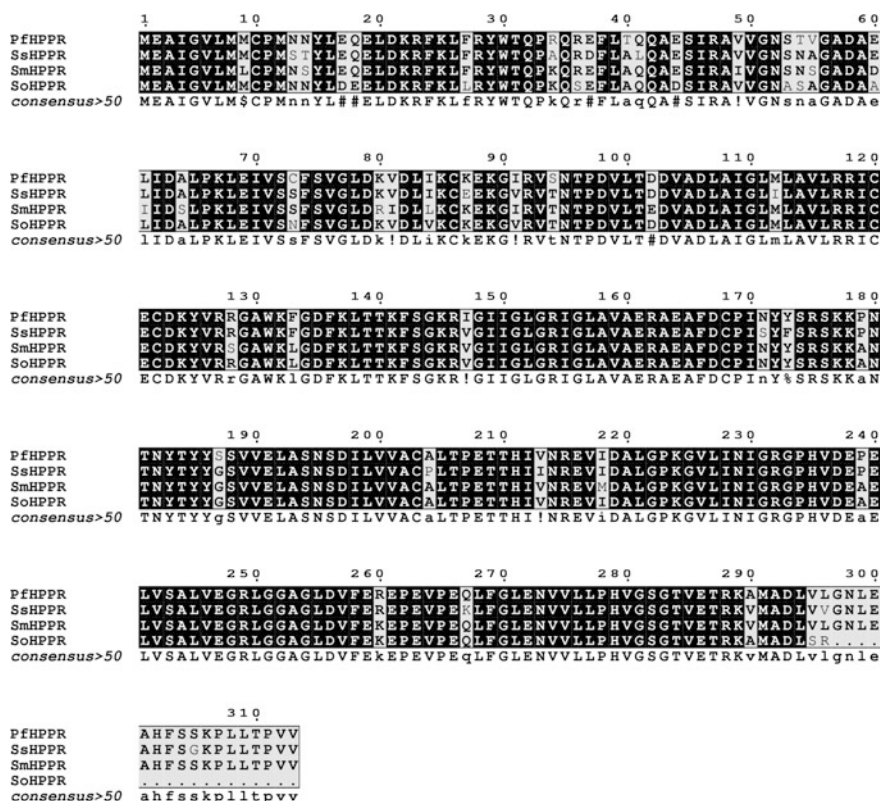 1 10 20 30 40 50 60
PfHPPR MEAIGVLMMCPMNNYLEQELDKRFKLFRYWTQPRQREFLTQQAESIRAVVGNSTVGADAE
SsHPPR MEAIGVLMMCPMSTYLEQELDKRFKLFRYWTQPAQRDFLALQAESIRAVVGNSNAGADAE
SmHPPR MEAIGVLMLCPMNSYLEQELDKRFKLFRYWTQPKQREFLAQQAESIRAIVGNSNSGADAD
SoHPPR MEAIGVLMMCPMNNYLDEELDKRFKLLRYWTQPKQREFLAQQADSIRAVVGNASAGADAA
consensus>50 MEAIGVLM$CPMnnYL##ELDKRFKLfRYWTQPkQr#FLaqQA#SIRA!VGNsnaGADAe
70 80 90 100 110 120
PfHPPR LIDALPKLEIVSCFSVGLDKVDLIKCKEKGIRVSNTPDVLTDDVADLAIGLMLAVLRRIC
SsHPPR LIDALPKLEIVSSFSVGLDKVDLIKCEEKGVRVTNTPDVLTDDVADLAIGLILAVLRRIC
SmHPPR IIDSLPKLEIVSSFSVGLDRIDLLKCKEKGIRVTNTPDVLTEDVADLAIGLMLAVLRRIC
SoHPPR LIDALPKLEIVSNFSVGLDKVDLVKCKEKGVRVTNTPDVLTDDVADLAIGLMLAVLRRIC
consensus>50 lIDaLPKLEIVSsFSVGLDk!DLiKCkEKG!RVtNTPDVLT#DVADLAIGLmLAVLRRIC
130 140 150 160 170 180
PfHPPR ECDKYVRRGAWKFGDFKLTTKFSGKRIGIIGLGRIGLAVAERAEAFDCPINYYSRSKKPN
SsHPPR ECDKYVRRGAWKFGDFKLTTKFSGKRVGIIGLGRIGLAVAERAEAFDCPISYFSRSKKPN
SmHPPR ECDKYVRSGAWKLGDFKLTTKFSGKRVGIIGLGRIGLAVAERAEAFDCPINYYSRSKKAN
SoHPPR ECDKYVRRGAWKLGDFKLTTKFSGKRVGIIGLGRIGLAVAERAEAFDCPINYYSRSKKAN
consensus>50 ECDKYVRrGAWKlGDFKLTTKFSGKR!GIIGLGRIGLAVAERAEAFDCPInY%SRSKKaN
190 200 210 220 230 240
PfHPPR TNYTYYSSVVELASNSDILVVACALTPETTHIVNREVIDALGPKGVLINIGRGPHVDEPE
SsHPPR TNYTYYGSVVELASNSDILVVACPLTPETTHIINREVIDALGPKGVLINIGRGPHVDEPE
SmHPPR TNYTYYGSVVELASNSDILVVACALTPETTHIVNREVMDALGPKGVLINIGRGPHVDEAE
SoHPPR TNYTYYGSVVELASNSDILVVACALTPETTHIVNREVIDALGPKGVLINIGRGPHVDEAE
consensus>50 TNYTYYgSVVELASNSDILVVACaLTPETTHI!NREViDALGPKGVLINIGRGPHVDEaE
250 260 270 280 290 300
PfHPPR LVSALVEGRLGGAGLDVFEREPEVPEQLFGLENVVLLPHVGSGTVETRKAMADLVLGNLE
SsHPPR LVSALVEGRLGGAGLDVFEREPEVPEKLFGLENVVLLPHVGSGTVETRKVMADLVVGNLE
SmHPPR LVSALVEGRLGGAGLDVFEKEPEVPEQLFGLENVVLLPHVGSGTVETRKVMADLVLGNLE
SoHPPR LVSALVEGRLGGAGLDVFEKEPEVPEQLFGLENVVLLPHVGSGTVETRKAMADLSR....
consensus>50 LVSALVEGRLGGAGLDVFEkEPEVPEqLFGLENVVLLPHVGSGTVETRKvMADLvlgnle
310
PfHPPR AHFSSKPLLTPVV
SsHPPR AHFSGKPLLTPVV
SmHPPR AHFSSKPLLTPVV
SoHPPR .............
consensus>50 ahfsskplltpvv